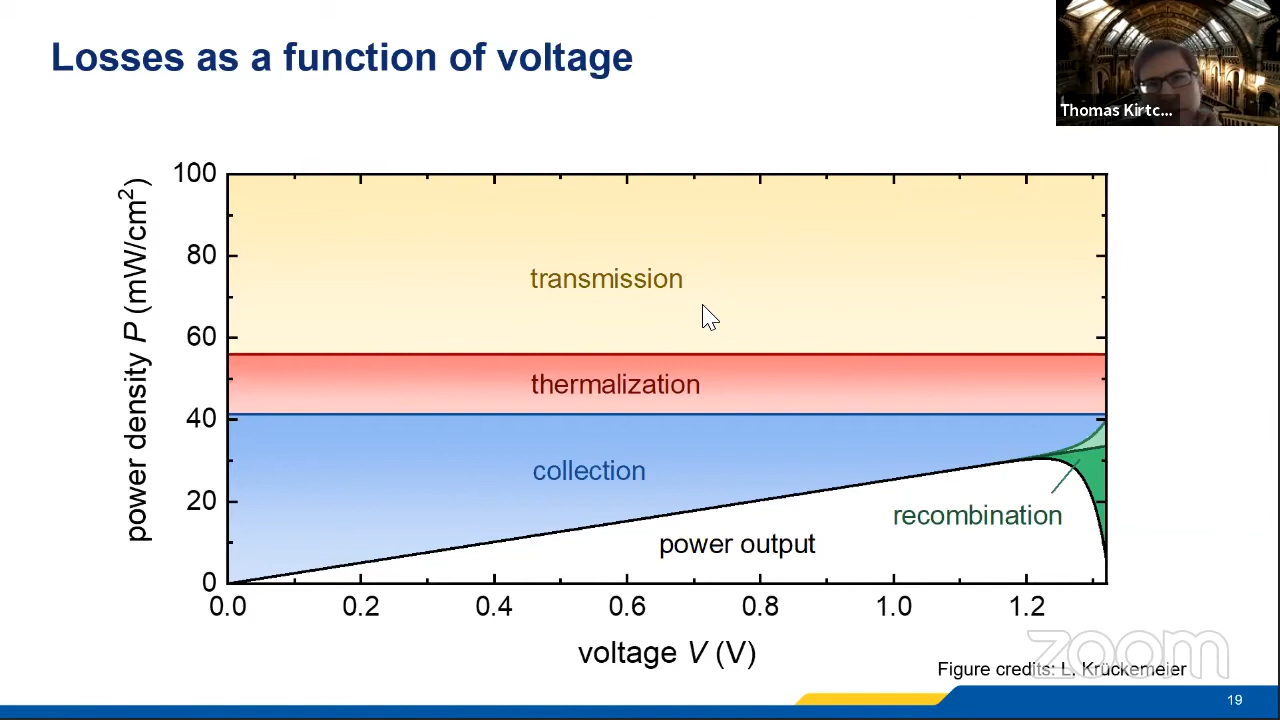 Losses as a function of voltage
Thomas Kirtc...
100
80
60
40
20
0
power density P (mW/cm²)
transmission
thermalization
collection
recombination
power output
0.0 0.2 0.4 0.6 0.8 1.0 1.2
voltage V (V)
zoom
Figure credits: L. Krückemeier
19